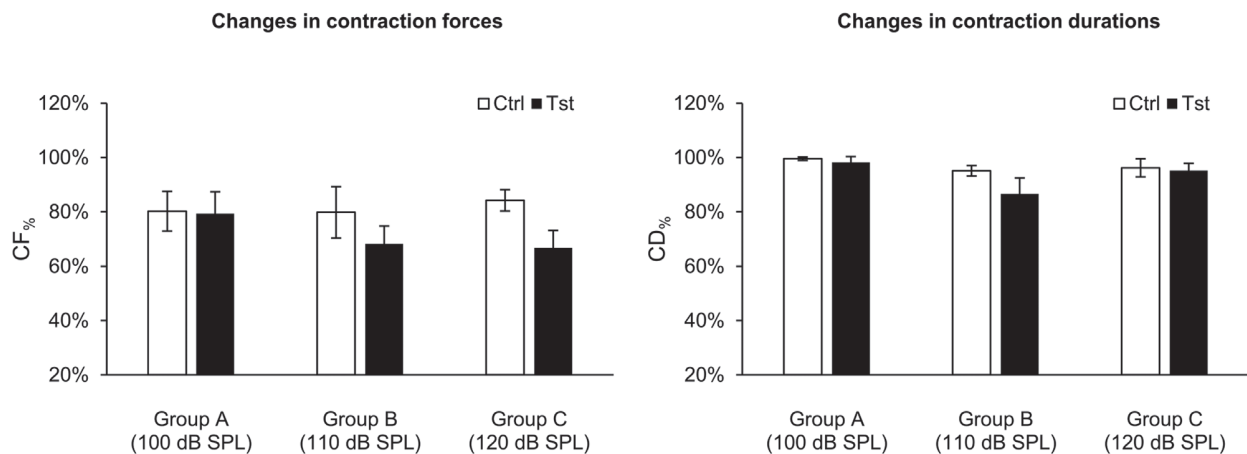 Changes in contraction forces
120%
100%
80%
60%
40%
20%
CF%
Ctrl Tst
Group A
(100 dB SPL)
Group B
(110 dB SPL)
Group C
(120 dB SPL)
Changes in contraction durations
120%
100%
80%
60%
40%
20%
CD%
Ctrl Tst
Group A
(100 dB SPL)
Group B
(110 dB SPL)
Group C
(120 dB SPL)